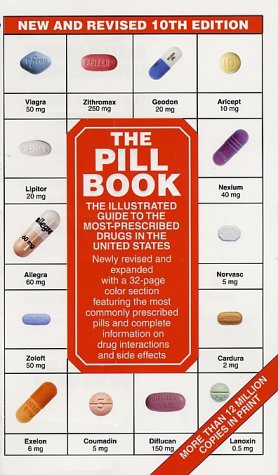 NEW AND REVISED 10TH EDITION
PFIZER
PFIZER
10
Viagra
50 mg
Zithromax
250 mg
Geodon
20 mg
Aricept
10 mg
THE
PILL
BOOK
THE ILLUSTRATED
GUIDE TO THE
MOST-PRESCRIBED
DRUGS IN THE
UNITED STATES
Newly revised and
expanded
with a 32-page
color section
featuring the most
commonly prescribed
pills and complete
information on
drug interactions
and side effects
Lipitor
20 mg
Nexium
40 mg
60 mg
Allegra
60 mg
Norvasc
5 mg
Zoloft
50 mg
Cardura
2 mg
5
Exelon
6 mg
Coumadin
5 mg
Diflucan
150 mg
Lanoxin
0.5 mg
MORE THAN 12 MILLION
COPIES IN PRINT